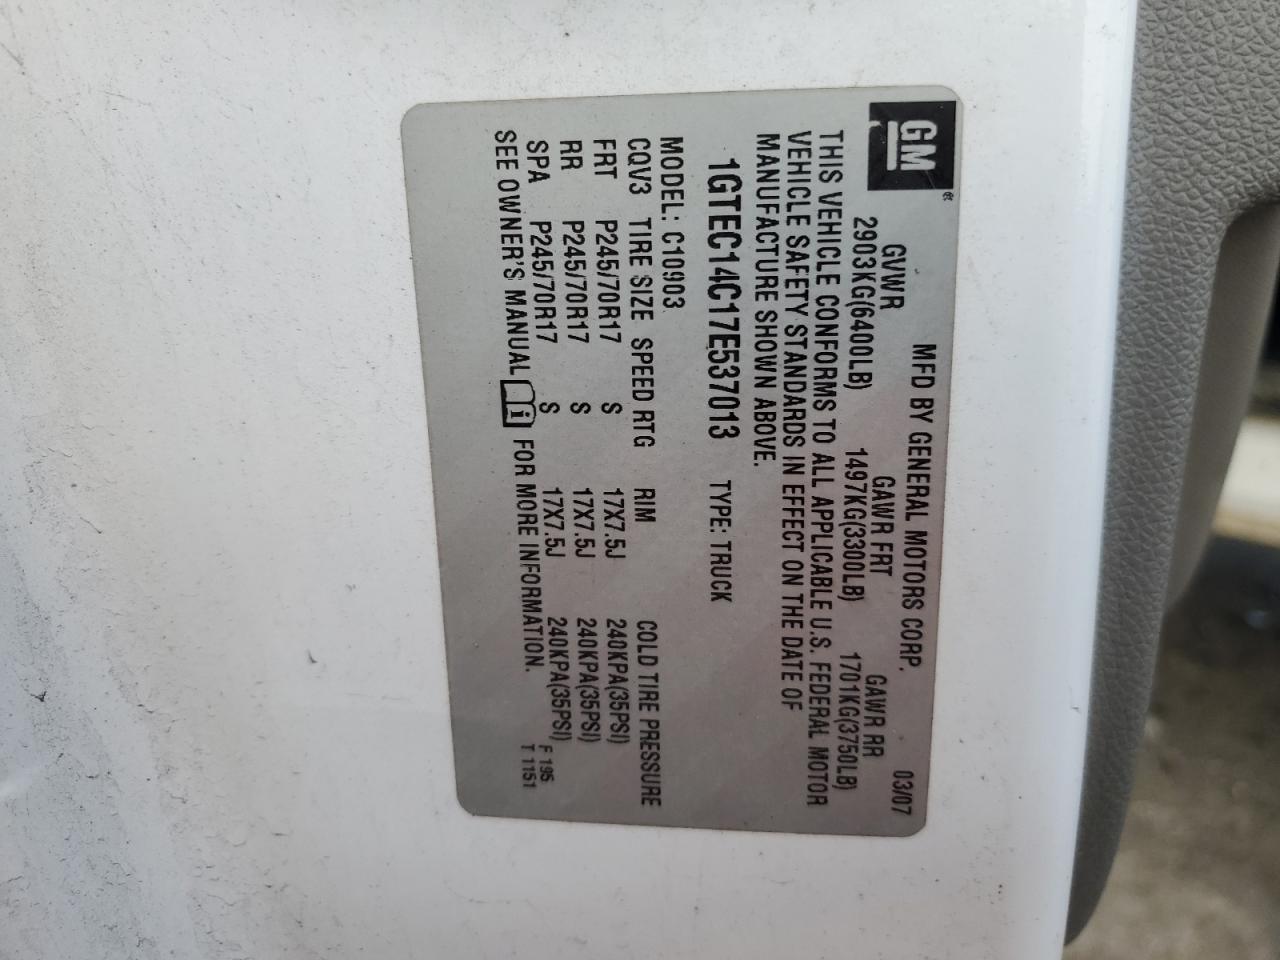 GM
MFD BY GENERAL MOTORS CORP. 03/07
GVWR GAWR FRT GAWR RR
2903KG(6400LB) 1497KG(3300LB) 1701KG(3750LB)
THIS VEHICLE CONFORMS TO ALL APPLICABLE U.S. FEDERAL MOTOR
VEHICLE SAFETY STANDARDS IN EFFECT ON THE DATE OF
MANUFACTURE SHOWN ABOVE.
1GTEC14C17E537013 TYPE: TRUCK
MODEL: C10903
CQV3 TIRE SIZE SPEED RTG RIM COLD TIRE PRESSURE
FRT P245/70R17 S 17X7.5J 240KPA(35PSI)
RR P245/70R17 S 17X7.5J 240KPA(35PSI)
SPA P245/70R17 S 17X7.5J 240KPA(35PSI) F 195
SEE OWNER'S MANUAL i FOR MORE INFORMATION. T 1151